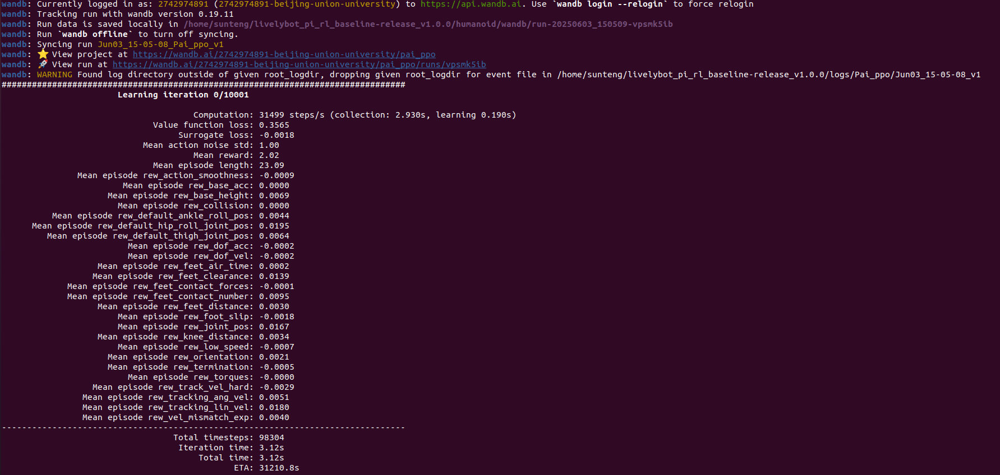 wandb: Currently logged in as: 2742974891 (2742974891-beijing-union-university) to https://api.wandb.ai. Use `wandb login --relogin` to force relogin
wandb: Tracking run with wandb version 0.19.11
wandb: Run data is saved locally in /home/sunteng/livelybot_pi_rl_baseline-release_v1.0.0/humanoid/wandb/run-20250603_150509-vpsmk5ib
wandb: Run `wandb offline` to turn off syncing.
wandb: Syncing run Jun03_15-05-08_Pai_ppo_v1
wandb: ⭐ View project at https://wandb.ai/2742974891-beijing-union-university/pai_ppo
wandb: 🚀 View run at https://wandb.ai/2742974891-beijing-union-university/pai_ppo/runs/vpsmk5ib
wandb: WARNING Found log directory outside of given root_logdir, dropping given root_logdir for event file in /home/sunteng/livelybot_pi_rl_baseline-release_v1.0.0/logs/Pai_ppo/Jun03_15-05-08_v1
################################################################################
Learning iteration 0/10001
Computation: 31499 steps/s (collection: 2.930s, learning 0.190s)
Value function loss: 0.3565
Surrogate loss: -0.0018
Mean action noise std: 1.00
Mean reward: 2.02
Mean episode length: 23.09
Mean episode rew_action_smoothness: -0.0009
Mean episode rew_base_acc: 0.0000
Mean episode rew_base_height: 0.0069
Mean episode rew_collision: 0.0000
Mean episode rew_default_ankle_roll_pos: 0.0044
Mean episode rew_default_hip_roll_joint_pos: 0.0195
Mean episode rew_default_thigh_joint_pos: 0.0064
Mean episode rew_dof_acc: -0.0002
Mean episode rew_dof_vel: -0.0002
Mean episode rew_feet_air_time: 0.0002
Mean episode rew_feet_clearance: 0.0139
Mean episode rew_feet_contact_forces: -0.0001
Mean episode rew_feet_contact_number: 0.0095
Mean episode rew_feet_distance: 0.0030
Mean episode rew_foot_slip: -0.0018
Mean episode rew_joint_pos: 0.0167
Mean episode rew_knee_distance: 0.0034
Mean episode rew_low_speed: -0.0007
Mean episode rew_orientation: 0.0021
Mean episode rew_termination: -0.0005
Mean episode rew_torques: -0.0000
Mean episode rew_track_vel_hard: -0.0029
Mean episode rew_tracking_ang_vel: 0.0051
Mean episode rew_tracking_lin_vel: 0.0180
Mean episode rew_vel_mismatch_exp: 0.0040
--------------------------------------------------------------------------------
Total timesteps: 98304
Iteration time: 3.12s
Total time: 3.12s
ETA: 31210.8s